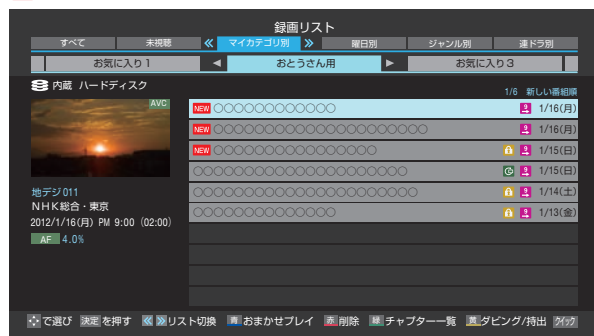 録画リスト
すべて 未視聴 ≪ マイカテゴリ別 ≫ 曜日別 ジャンル別 連ドラ別
お気に入り1 ◀ おとうさん用 ▶ お気に入り3
内蔵 ハードディスク 1/6 新しい番組順
AVC
NEW ○○○○○○○○○○○○ 9 1/16(月)
NEW ○○○○○○○○○○○○○○○○○○○○○ 9 1/16(月)
NEW ○○○○○○○○○○○○○○○○ 9 1/15(日)
○○○○○○○○○○○○○○○○○○○○○ 9 1/15(日)
○○○○○○○○○○○○○○○○○○○○○○ 9 1/14(土)
○○○○○○○○○○○○○○ 9 1/13(金)
地デジ011
NHK総合・東京
2012/1/16(月) PM 9:00 (02:00)
AF 4.0%
で選び 決定 を押す ≪ ≫ リスト切換 青 おまかせプレイ 赤 削除 緑 チャプター一覧 黄 ダビング/持出 クイック